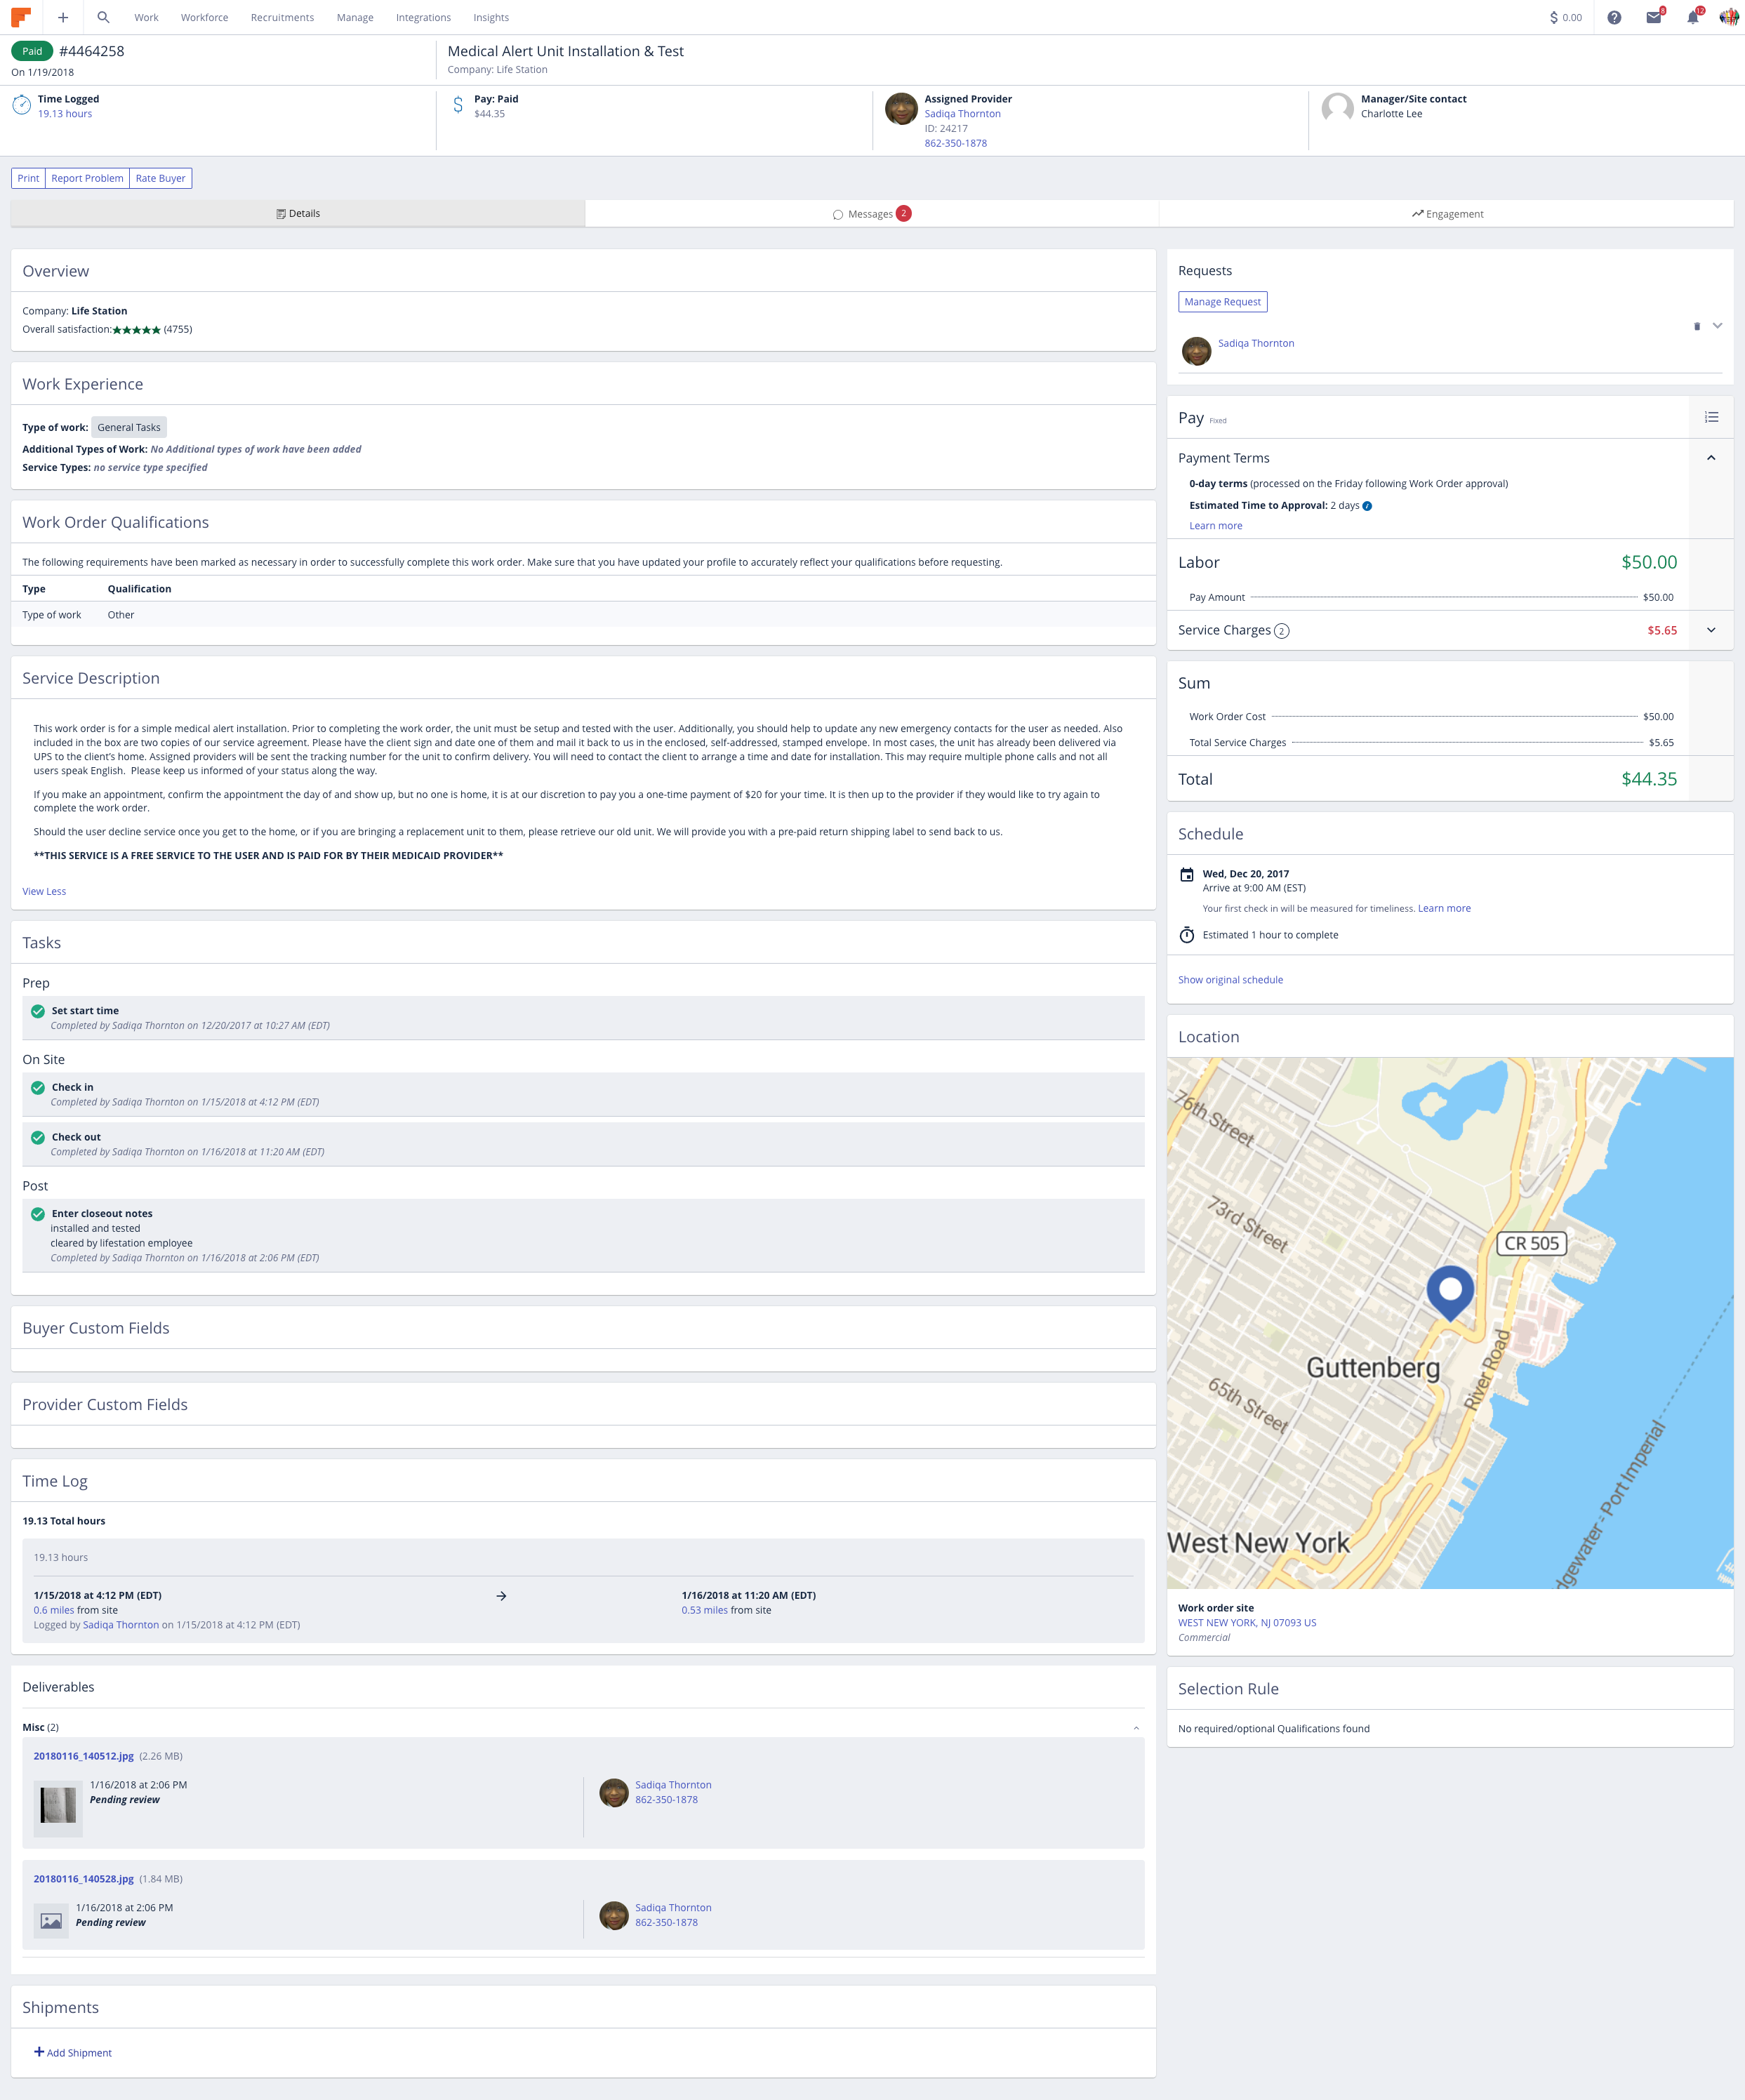 Work Workforce Recruitments Manage Integrations Insights
$ 0.00
8
12
Paid #4464258
On 1/19/2018
Medical Alert Unit Installation & Test
Company: Life Station
Time Logged
19.13 hours
Pay: Paid
$44.35
Assigned Provider
Sadiqa Thornton
ID: 24217
862-350-1878
Manager/Site contact
Charlotte Lee
Print Report Problem Rate Buyer
Details
Messages 2
Engagement
Overview
Company: Life Station
Overall satisfaction:★★★★★ (4755)
Work Experience
Type of work: General Tasks
Additional Types of Work: No Additional types of work have been added
Service Types: no service type specified
Work Order Qualifications
The following requirements have been marked as necessary in order to successfully complete this work order. Make sure that you have updated your profile to accurately reflect your qualifications before requesting.
Type Qualification
Type of work Other
Service Description
This work order is for a simple medical alert installation. Prior to completing the work order, the unit must be setup and tested with the user. Additionally, you should help to update any new emergency contacts for the user as needed. Also
included in the box are two copies of our service agreement. Please have the client sign and date one of them and mail it back to us in the enclosed, self-addressed, stamped envelope. In most cases, the unit has already been delivered via
UPS to the client's home. Assigned providers will be sent the tracking number for the unit to confirm delivery. You will need to contact the client to arrange a time and date for installation. This may require multiple phone calls and not all
users speak English.  Please keep us informed of your status along the way.
If you make an appointment, confirm the appointment the day of and show up, but no one is home, it is at our discretion to pay you a one-time payment of $20 for your time. It is then up to the provider if they would like to try again to
complete the work order.
Should the user decline service once you get to the home, or if you are bringing a replacement unit to them, please retrieve our old unit. We will provide you with a pre-paid return shipping label to send back to us.
**THIS SERVICE IS A FREE SERVICE TO THE USER AND IS PAID FOR BY THEIR MEDICAID PROVIDER**
View Less
Tasks
Prep
Set start time
Completed by Sadiqa Thornton on 12/20/2017 at 10:27 AM (EDT)
On Site
Check in
Completed by Sadiqa Thornton on 1/15/2018 at 4:12 PM (EDT)
Check out
Completed by Sadiqa Thornton on 1/16/2018 at 11:20 AM (EDT)
Post
Enter closeout notes
installed and tested
cleared by lifestation employee
Completed by Sadiqa Thornton on 1/16/2018 at 2:06 PM (EDT)
Buyer Custom Fields
Provider Custom Fields
Time Log
19.13 Total hours
19.13 hours
1/15/2018 at 4:12 PM (EDT)
0.6 miles from site
Logged by Sadiqa Thornton on 1/15/2018 at 4:12 PM (EDT)
1/16/2018 at 11:20 AM (EDT)
0.53 miles from site
Deliverables
Misc (2)
20180116_140512.jpg (2.26 MB)
1/16/2018 at 2:06 PM
Pending review
Sadiqa Thornton
862-350-1878
20180116_140528.jpg (1.84 MB)
1/16/2018 at 2:06 PM
Pending review
Sadiqa Thornton
862-350-1878
Shipments
Add Shipment
Requests
Manage Request
Sadiqa Thornton
Pay Fixed
Payment Terms
0-day terms (processed on the Friday following Work Order approval)
Estimated Time to Approval: 2 days
Learn more
Labor $50.00
Pay Amount $50.00
Service Charges 2 $5.65
Sum
Work Order Cost $50.00
Total Service Charges $5.65
Total $44.35
Schedule
Wed, Dec 20, 2017
Arrive at 9:00 AM (EST)
Your first check in will be measured for timeliness. Learn more
Estimated 1 hour to complete
Show original schedule
Location
76th Street
73rd Street
CR 505
Guttenberg
65th Street
River Road
West New York
dgewater - Port Imperial
Work order site
WEST NEW YORK, NJ 07093 US
Commercial
Selection Rule
No required/optional Qualifications found